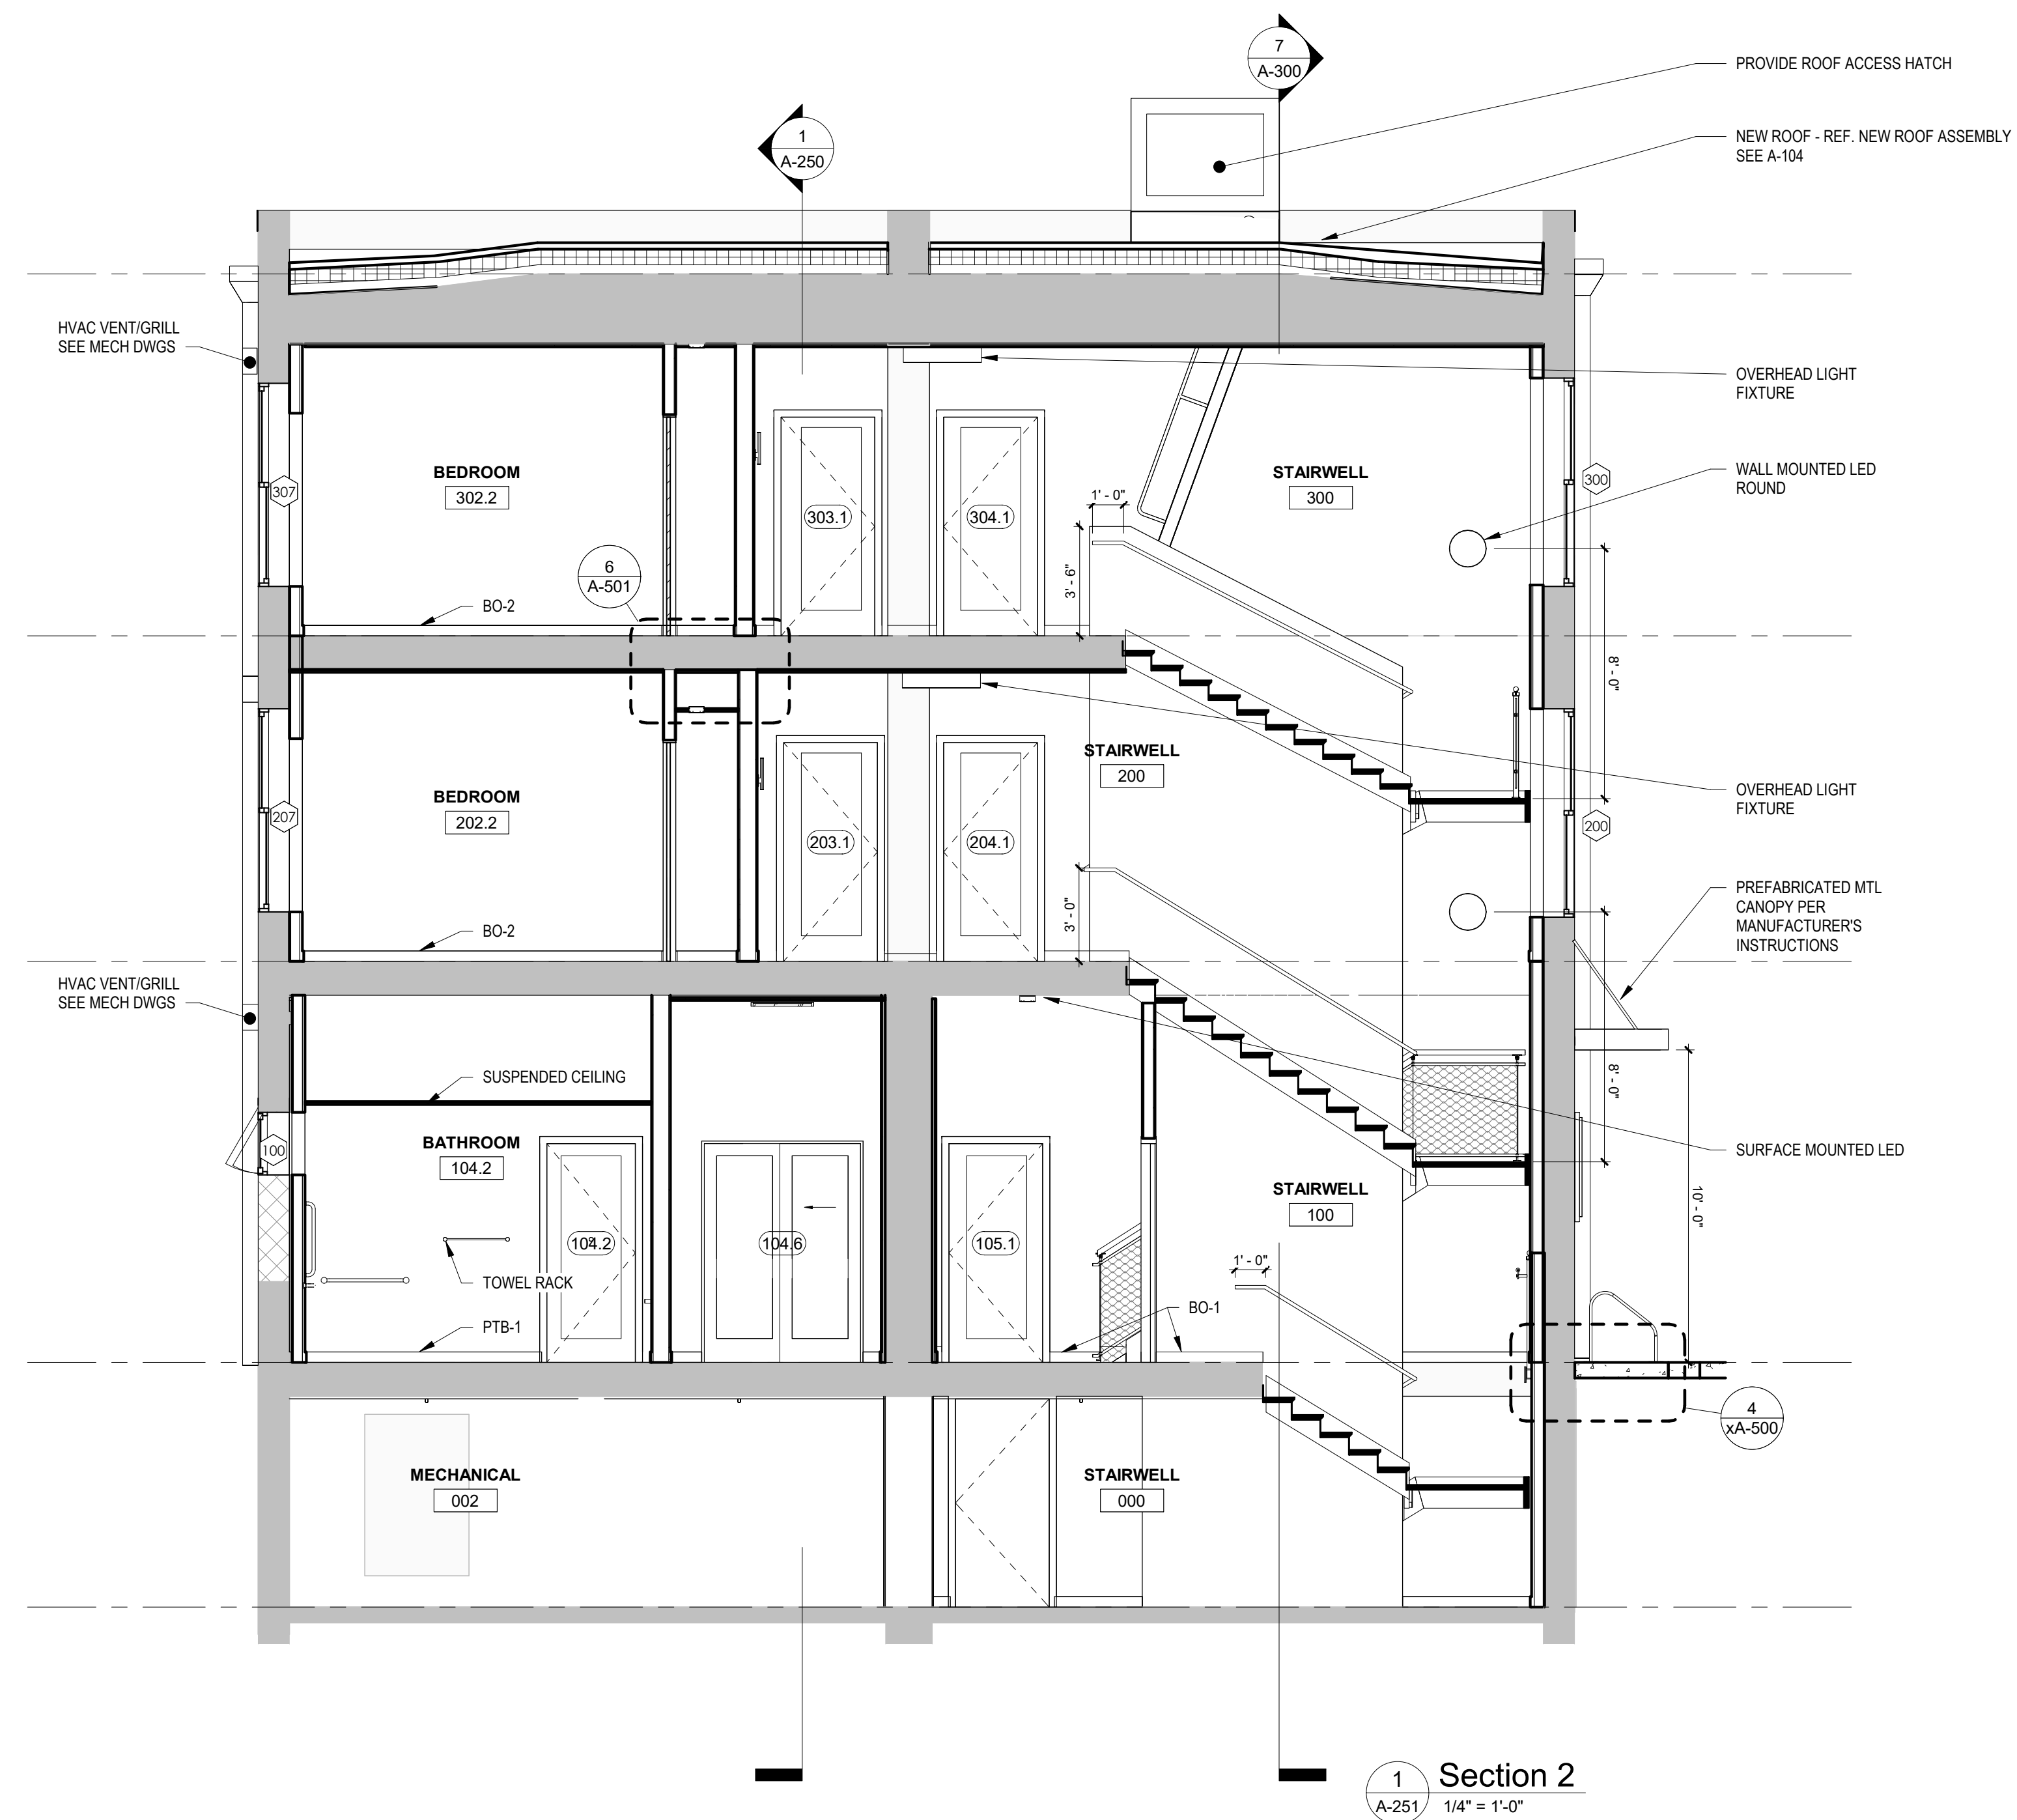 7
A-300
PROVIDE ROOF ACCESS HATCH
1
A-250
NEW ROOF - REF. NEW ROOF ASSEMBLY
SEE A-104
HVAC VENT/GRILL
SEE MECH DWGS
OVERHEAD LIGHT
FIXTURE
BEDROOM
302.2
STAIRWELL
300
WALL MOUNTED LED
ROUND
307
300
1' - 0"
303.1
304.1
6
A-501
3' - 6"
BO-2
8' - 0"
STAIRWELL
200
BEDROOM
202.2
OVERHEAD LIGHT
FIXTURE
207
200
203.1
204.1
PREFABRICATED MTL
CANOPY PER
MANUFACTURER'S
INSTRUCTIONS
3' - 0"
BO-2
HVAC VENT/GRILL
SEE MECH DWGS
SUSPENDED CEILING
8' - 0"
BATHROOM
104.2
100
SURFACE MOUNTED LED
STAIRWELL
100
10' - 0"
104.2
104.6
105.1
1' - 0"
TOWEL RACK
BO-1
PTB-1
4
xA-500
MECHANICAL
002
STAIRWELL
000
1
A-251
Section 2
1/4" = 1'-0"